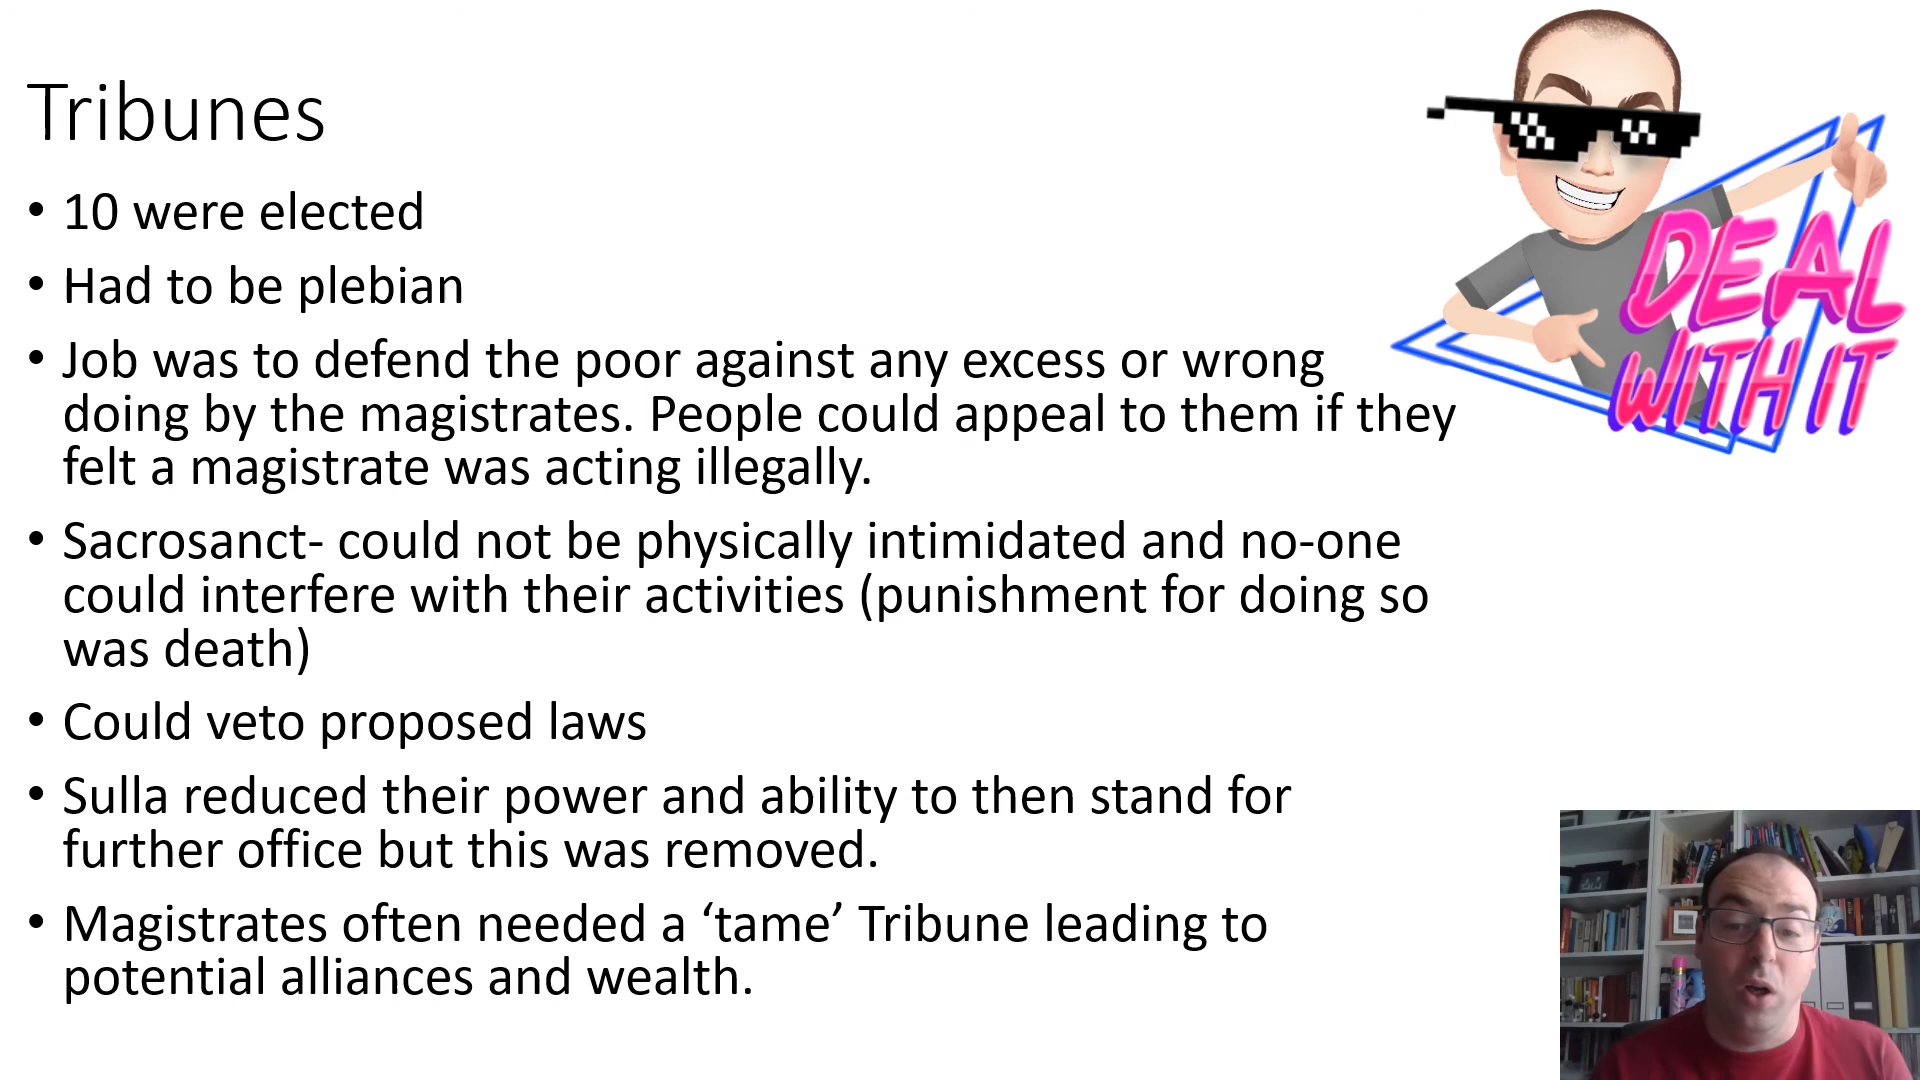 Tribunes
• 10 were elected
• Had to be plebian
• Job was to defend the poor against any excess or wrong
doing by the magistrates. People could appeal to them if they
felt a magistrate was acting illegally.
• Sacrosanct- could not be physically intimidated and no-one
could interfere with their activities (punishment for doing so
was death)
• Could veto proposed laws
• Sulla reduced their power and ability to then stand for
further office but this was removed.
• Magistrates often needed a ‘tame’ Tribune leading to
potential alliances and wealth.
DEAL
WITH IT